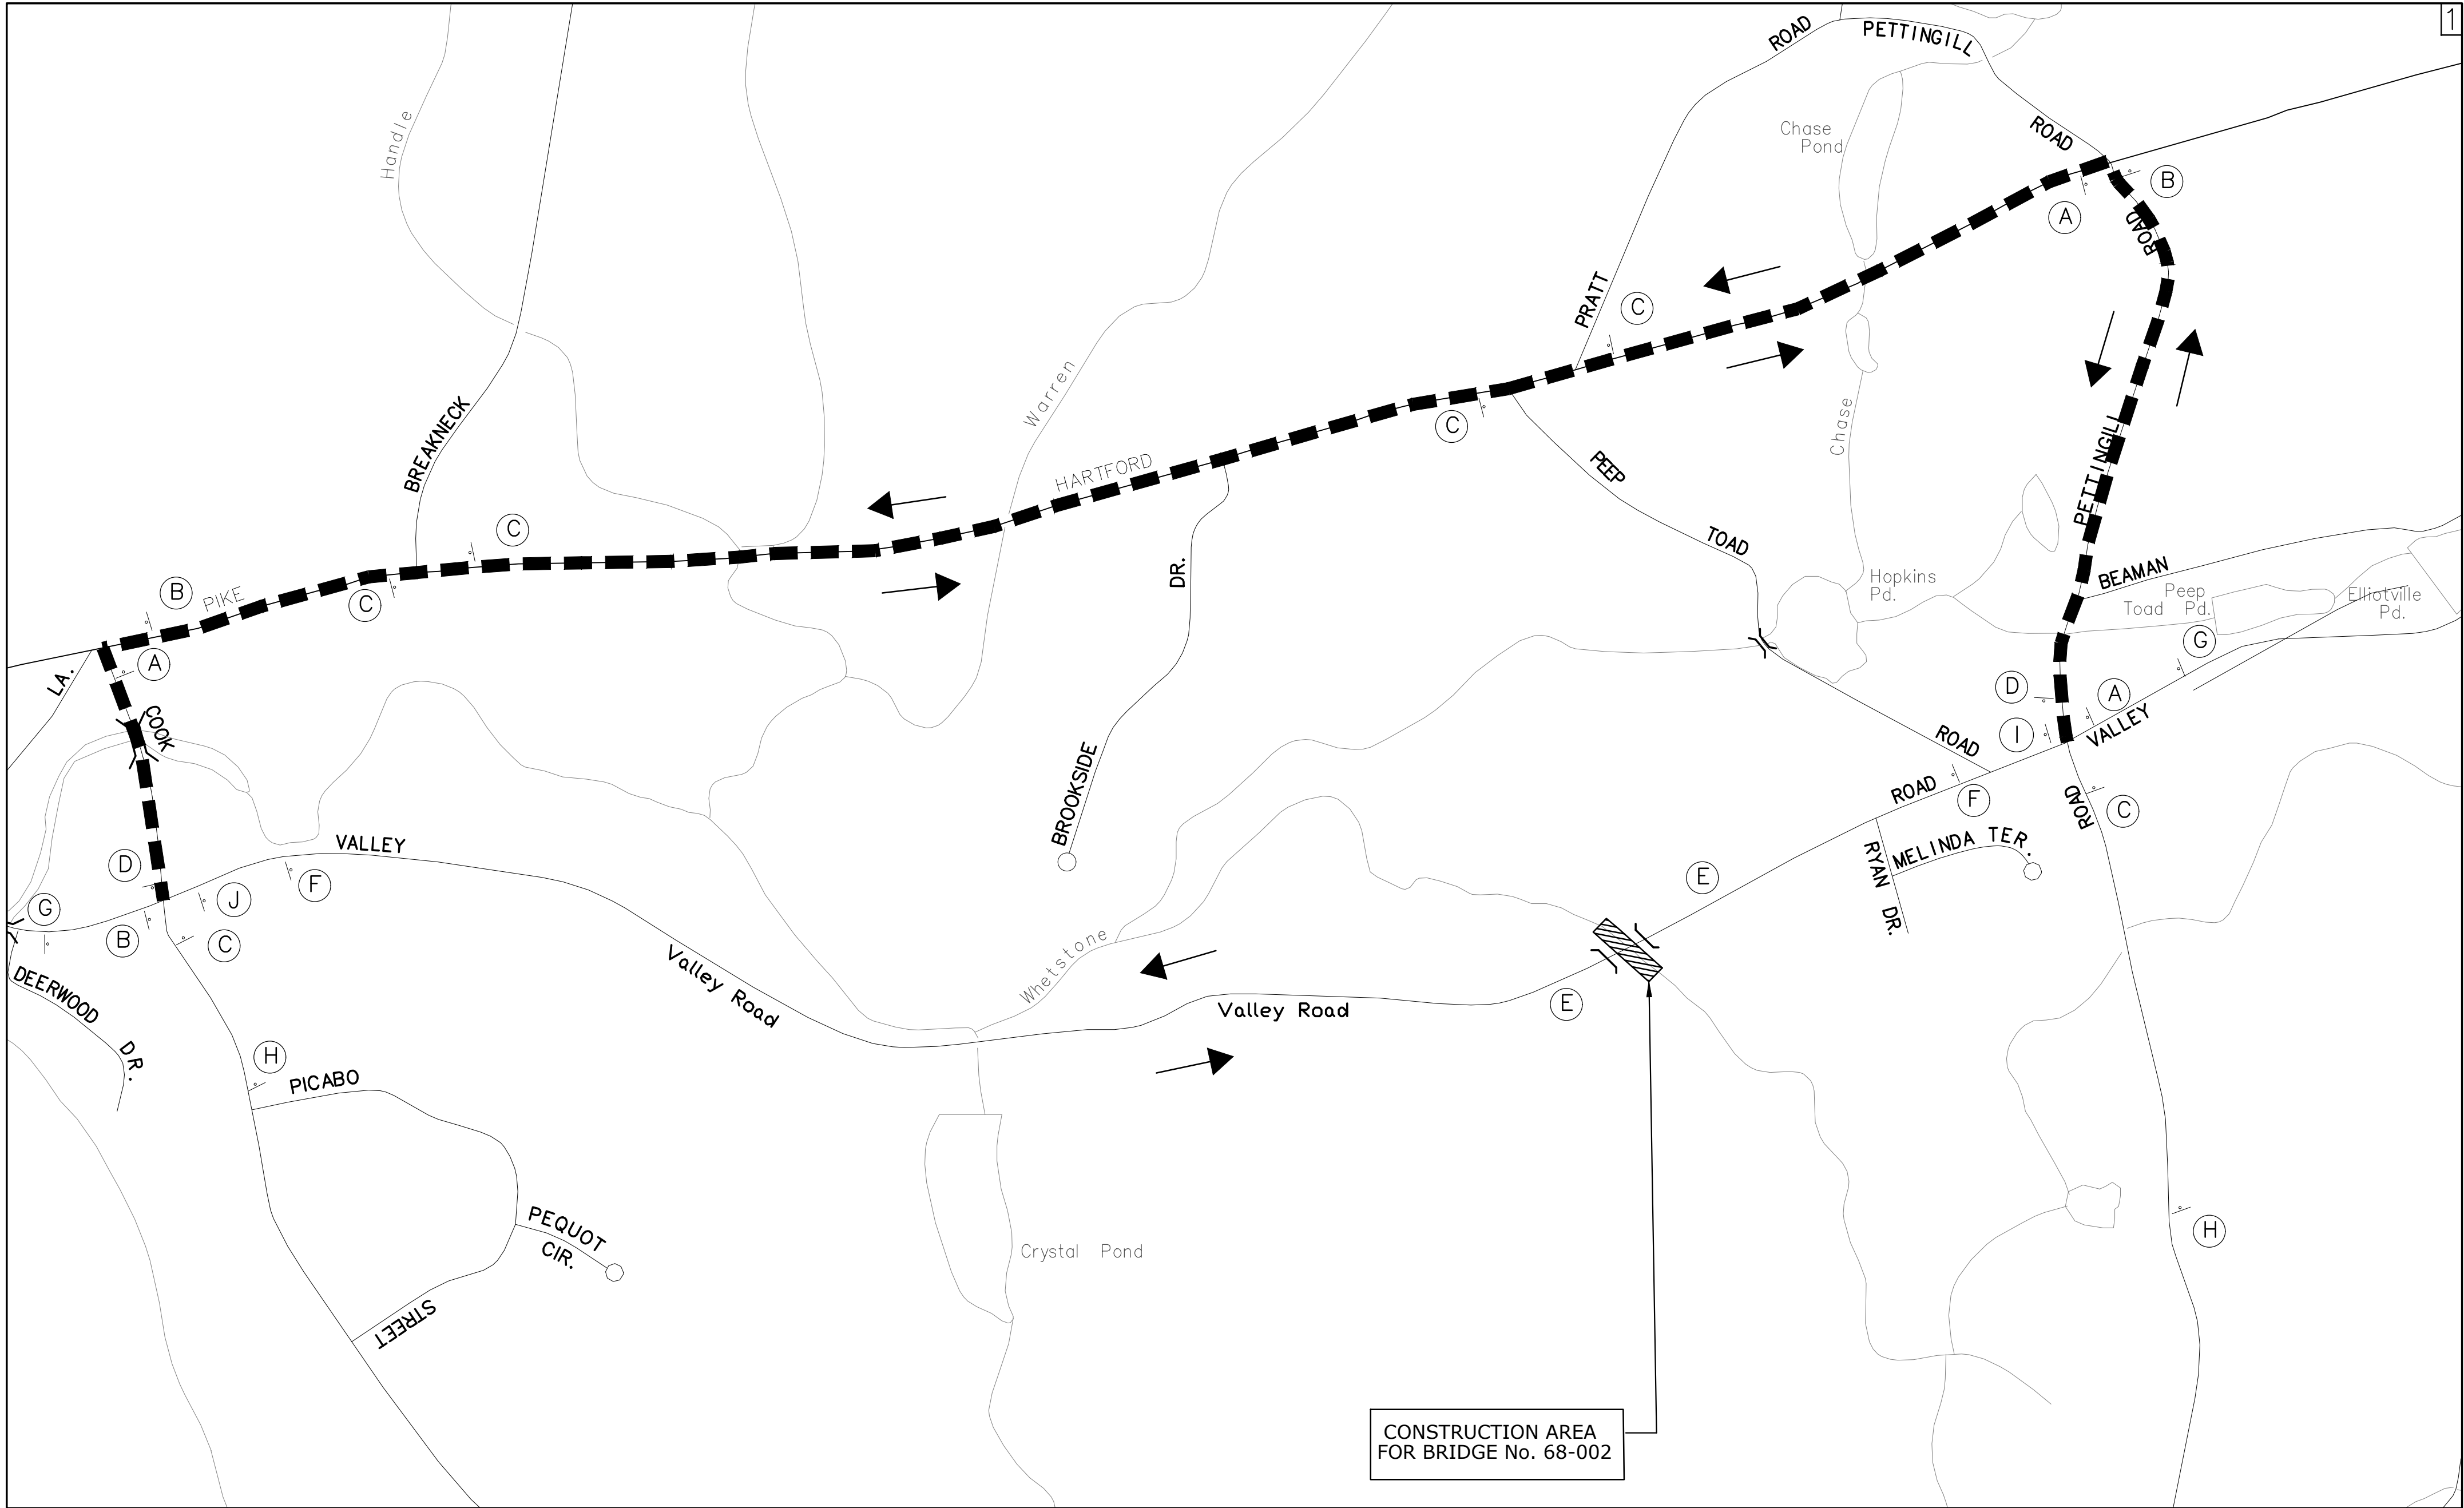 1
ROAD
PETTINGILL
Handle
Chase
Pond
ROAD
B
A
ROAD
PRATT
C
Warren
Chase
C
BREAKNECK
HARTFORD
PEEP
PETTINGILL
C
TOAD
DR.
BEAMAN
Hopkins
Pd.
Peep
Toad Pd.
Elliotville
Pd.
B
PIKE
C
G
A
LA.
D
A
COOK
I
VALLEY
ROAD
BROOKSIDE
ROAD
F
ROAD
C
VALLEY
MELINDA TER.
RYAN
DR.
D
F
E
J
G
B
C
Valley Road
Whetstone
DEERWOOD
DR.
Valley Road
E
H
PICABO
PEQUOT
CIR.
Crystal Pond
H
STREET
CONSTRUCTION AREA
FOR BRIDGE No. 68-002